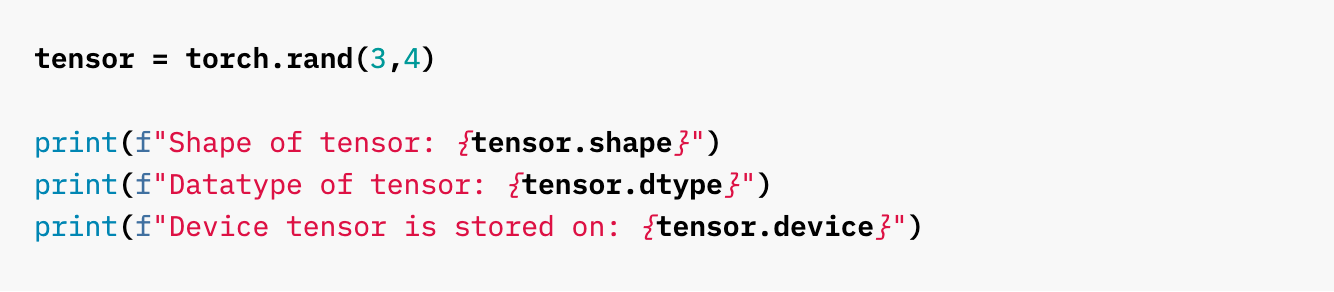 tensor = torch.rand(3,4)
print(f"Shape of tensor: {tensor.shape}")
print(f"Datatype of tensor: {tensor.dtype}")
print(f"Device tensor is stored on: {tensor.device}")